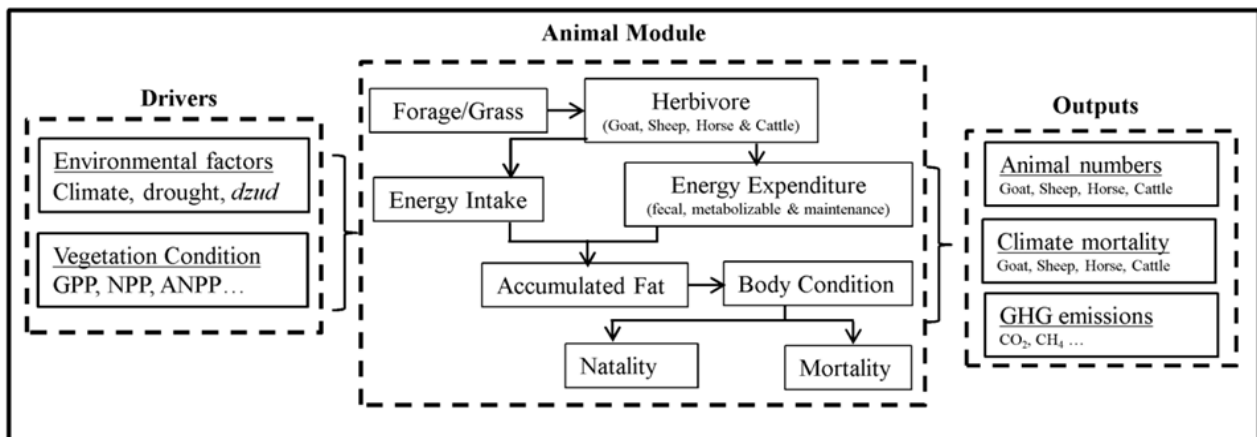 Animal Module
Drivers
Environmental factors
Climate, drought, dzud
Vegetation Condition
GPP, NPP, ANPP…
Forage/Grass
Herbivore
(Goat, Sheep, Horse & Cattle)
Energy Intake
Energy Expenditure
(fecal, metabolizable & maintenance)
Accumulated Fat
Body Condition
Natality
Mortality
Outputs
Animal numbers
Goat, Sheep, Horse, Cattle
Climate mortality
Goat, Sheep, Horse, Cattle
GHG emissions
CO₂, CH₄ …